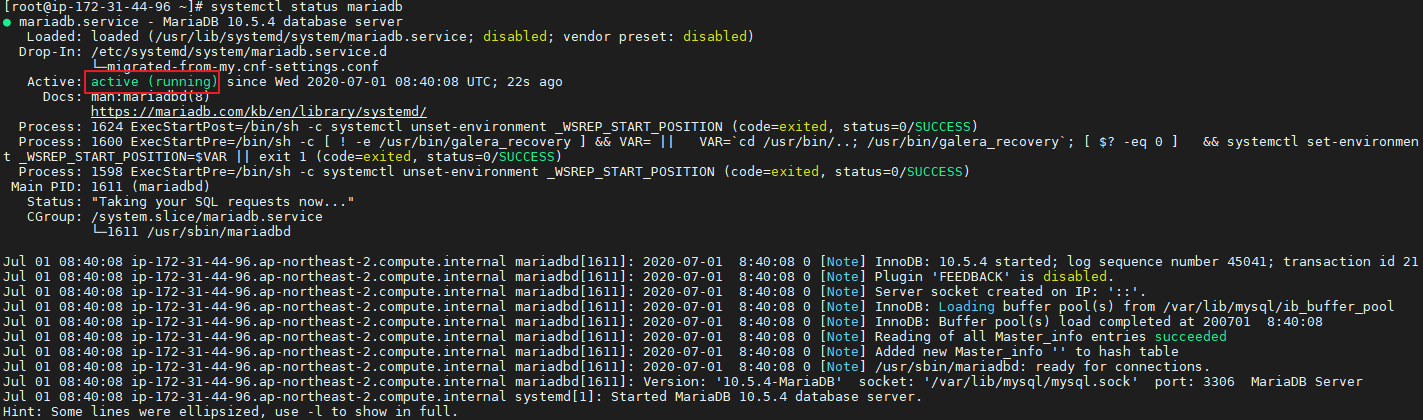 [root@ip-172-31-44-96 ~]# systemctl status mariadb
● mariadb.service - MariaDB 10.5.4 database server
   Loaded: loaded (/usr/lib/systemd/system/mariadb.service; disabled; vendor preset: disabled)
  Drop-In: /etc/systemd/system/mariadb.service.d
           └─migrated-from-my.cnf-settings.conf
   Active: active (running) since Wed 2020-07-01 08:40:08 UTC; 22s ago
     Docs: man:mariadbd(8)
           https://mariadb.com/kb/en/library/systemd/
  Process: 1624 ExecStartPost=/bin/sh -c systemctl unset-environment _WSREP_START_POSITION (code=exited, status=0/SUCCESS)
  Process: 1600 ExecStartPre=/bin/sh -c [ ! -e /usr/bin/galera_recovery ] && VAR= ||   VAR=`cd /usr/bin/..; /usr/bin/galera_recovery`; [ $? -eq 0 ]   && systemctl set-environmen
t _WSREP_START_POSITION=$VAR || exit 1 (code=exited, status=0/SUCCESS)
  Process: 1598 ExecStartPre=/bin/sh -c systemctl unset-environment _WSREP_START_POSITION (code=exited, status=0/SUCCESS)
 Main PID: 1611 (mariadbd)
   Status: "Taking your SQL requests now..."
   CGroup: /system.slice/mariadb.service
           └─1611 /usr/sbin/mariadbd

Jul 01 08:40:08 ip-172-31-44-96.ap-northeast-2.compute.internal mariadbd[1611]: 2020-07-01  8:40:08 0 [Note] InnoDB: 10.5.4 started; log sequence number 45041; transaction id 21
Jul 01 08:40:08 ip-172-31-44-96.ap-northeast-2.compute.internal mariadbd[1611]: 2020-07-01  8:40:08 0 [Note] Plugin 'FEEDBACK' is disabled.
Jul 01 08:40:08 ip-172-31-44-96.ap-northeast-2.compute.internal mariadbd[1611]: 2020-07-01  8:40:08 0 [Note] Server socket created on IP: '::'.
Jul 01 08:40:08 ip-172-31-44-96.ap-northeast-2.compute.internal mariadbd[1611]: 2020-07-01  8:40:08 0 [Note] InnoDB: Loading buffer pool(s) from /var/lib/mysql/ib_buffer_pool
Jul 01 08:40:08 ip-172-31-44-96.ap-northeast-2.compute.internal mariadbd[1611]: 2020-07-01  8:40:08 0 [Note] InnoDB: Buffer pool(s) load completed at 200701  8:40:08
Jul 01 08:40:08 ip-172-31-44-96.ap-northeast-2.compute.internal mariadbd[1611]: 2020-07-01  8:40:08 0 [Note] Reading of all Master_info entries succeeded
Jul 01 08:40:08 ip-172-31-44-96.ap-northeast-2.compute.internal mariadbd[1611]: 2020-07-01  8:40:08 0 [Note] Added new Master_info '' to hash table
Jul 01 08:40:08 ip-172-31-44-96.ap-northeast-2.compute.internal mariadbd[1611]: 2020-07-01  8:40:08 0 [Note] /usr/sbin/mariadbd: ready for connections.
Jul 01 08:40:08 ip-172-31-44-96.ap-northeast-2.compute.internal mariadbd[1611]: Version: '10.5.4-MariaDB'  socket: '/var/lib/mysql/mysql.sock'  port: 3306  MariaDB Server
Jul 01 08:40:08 ip-172-31-44-96.ap-northeast-2.compute.internal systemd[1]: Started MariaDB 10.5.4 database server.
Hint: Some lines were ellipsized, use -l to show in full.